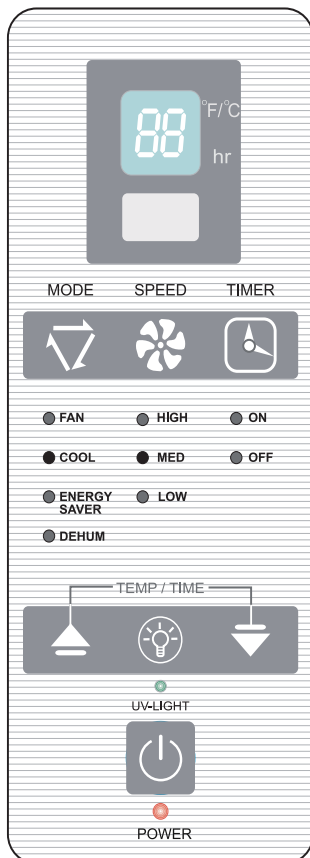 88
°F/°C
hr
MODE SPEED TIMER
FAN HIGH ON
COOL MED OFF
ENERGY SAVER LOW
DEHUM
TEMP / TIME
UV-LIGHT
POWER